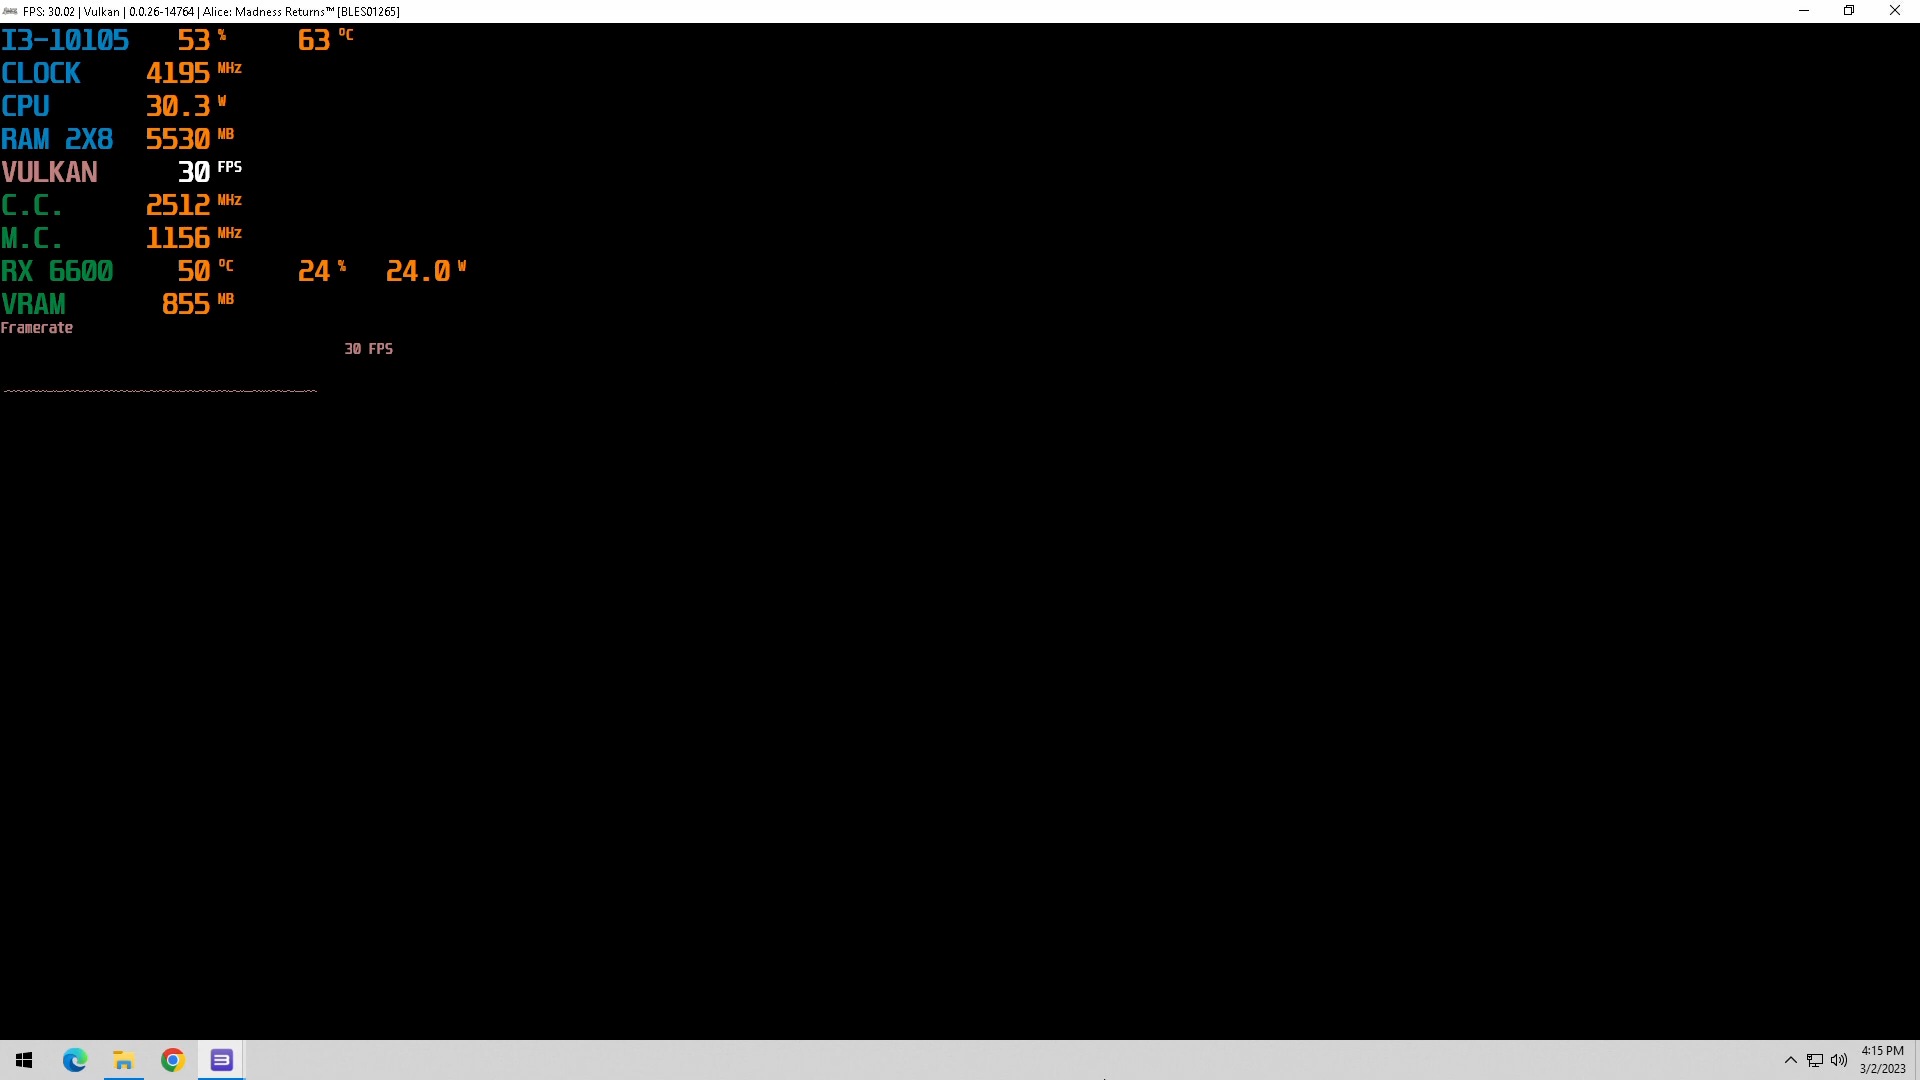 FPS: 30.02 | Vulkan | 0.0.26-14764 | Alice: Madness Returns™ [BLES01265]
I3-10105 53 % 63 °C
CLOCK 4195 MHz
CPU 30.3 W
RAM 2X8 5530 MB
VULKAN 30 FPS
C.C. 2512 MHz
M.C. 1156 MHz
RX 6600 50 °C 24 % 24.0 W
VRAM 855 MB
Framerate
30 FPS
4:15 PM
3/2/2023